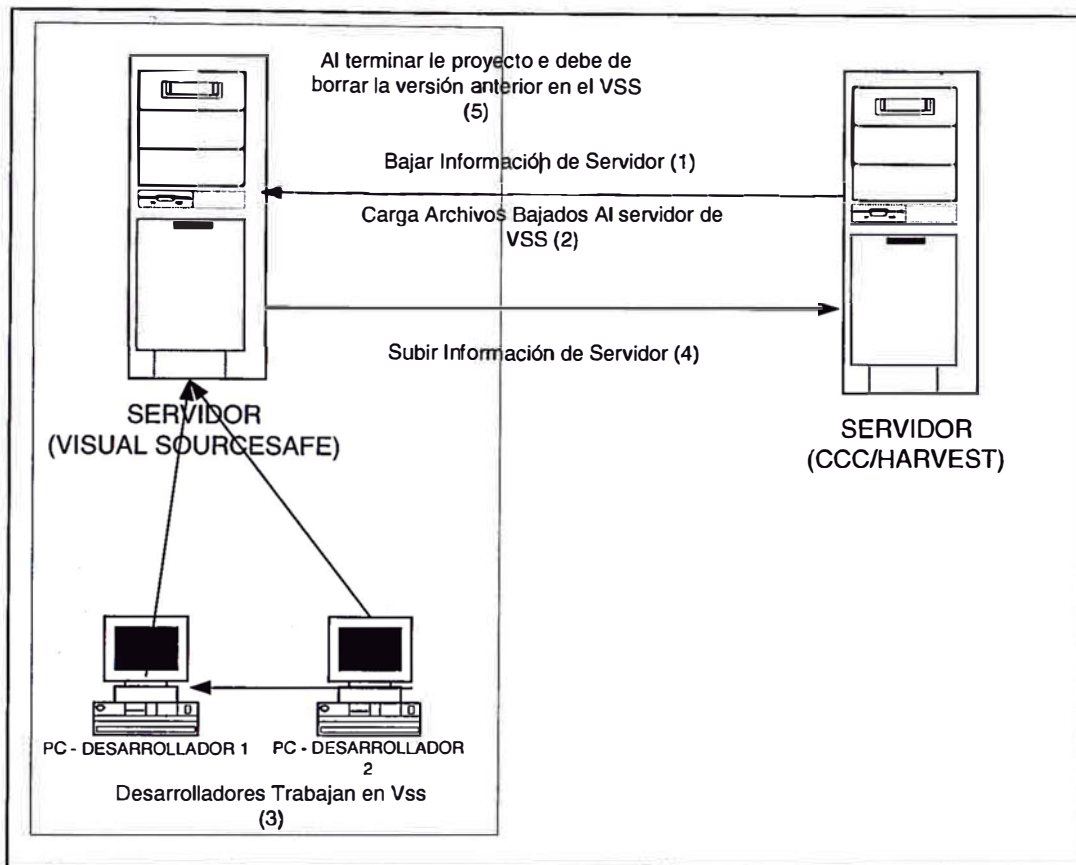 Al terminar le proyecto e debe de
borrar la versión anterior en el VSS
(5)
Bajar Información de Servidor (1)
Carga Archivos Bajados Al servidor de
VSS (2)
Subir Información de Servidor (4)
SERVIDOR
(VISUAL SOURCESAFE)
SERVIDOR
(CCC/HARVEST)
PC - DESARROLLADOR 1
PC - DESARROLLADOR
2
Desarrolladores Trabajan en Vss
(3)